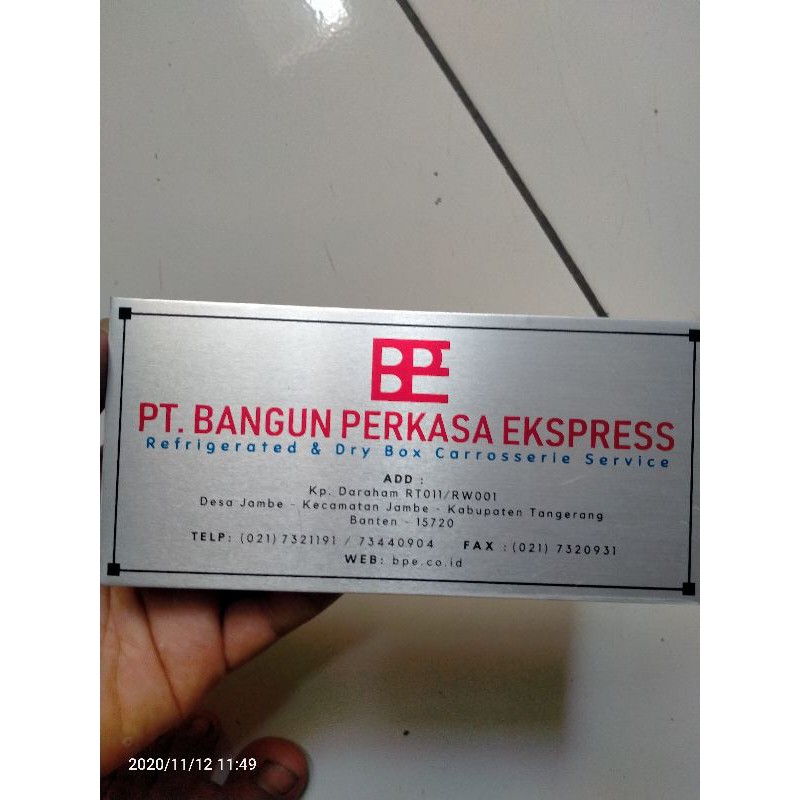 BPE
PT. BANGUN PERKASA EKSPRESS
Refrigerated & Dry Box Carrosserie Service
ADD :
Kp. Daraham RT011/RW001
Desa Jambe - Kecamatan Jambe - Kabupaten Tangerang
Banten - 15720
TELP: (021) 7321191 / 73440904 FAX : (021) 7320931
WEB: bpe.co.id
2020/11/12 11:49